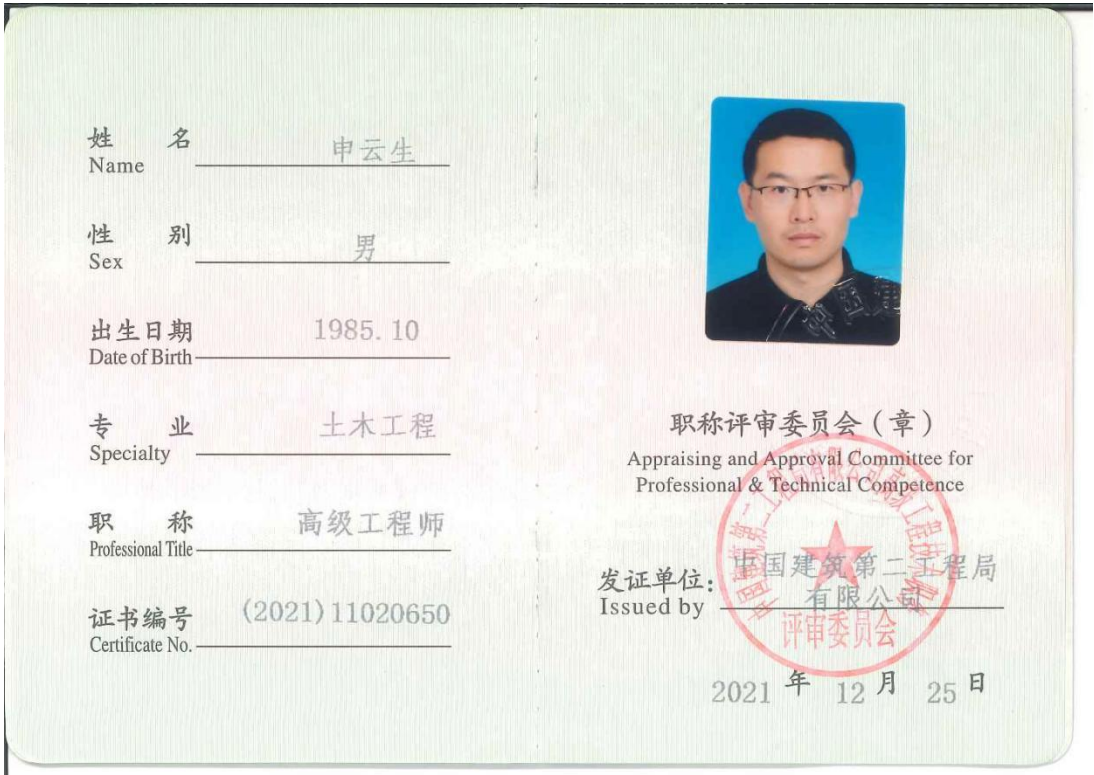 姓 名 申云生
Name
性 别 男
Sex
出生日期 1985.10
Date of Birth
专 业 土木工程
Specialty
职 称 高级工程师
Professional Title
证书编号 (2021)11020650
Certificate No.
中国建
职称评审委员会（章）
Appraising and Approval Committee for
Professional & Technical Competence
发证单位: 中国建筑第二工程局
Issued by 有限公司
评审委员会
2021 年 12 月 25 日